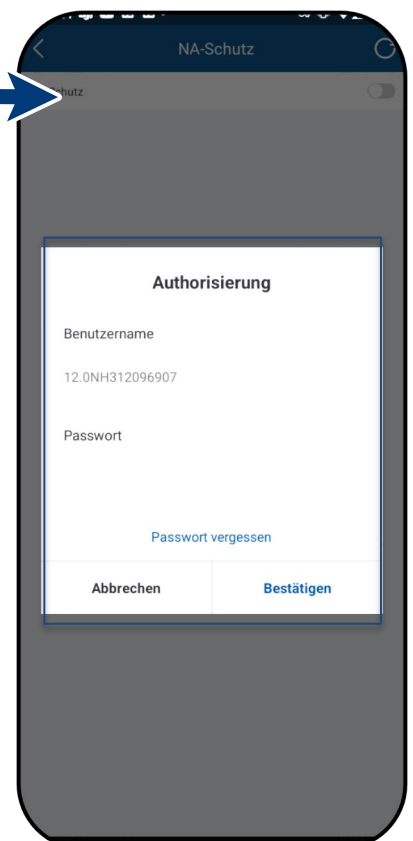 NA-Schutz
chutz
Authorisierung
Benutzername
12.0NH312096907
Passwort
Passwort vergessen
Abbrechen
Bestätigen